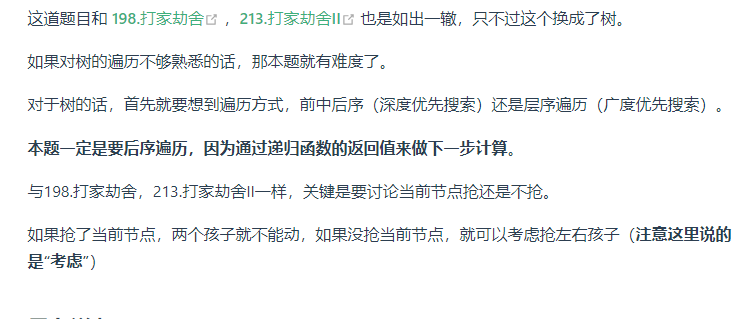 这道题目和 198.打家劫舍，213.打家劫舍II也是如出一辙，只不过这个换成了树。
如果对树的遍历不够熟悉的话，那本题就有难度了。
对于树的话，首先就要想到遍历方式，前中后序（深度优先搜索）还是层序遍历（广度优先搜索）。
本题一定是要后序遍历，因为通过递归函数的返回值来做下一步计算。
与198.打家劫舍，213.打家劫舍II一样，关键是要讨论当前节点抢还是不抢。
如果抢了当前节点，两个孩子就不能动，如果没抢当前节点，就可以考虑抢左右孩子（注意这里说的
是“考虑”）